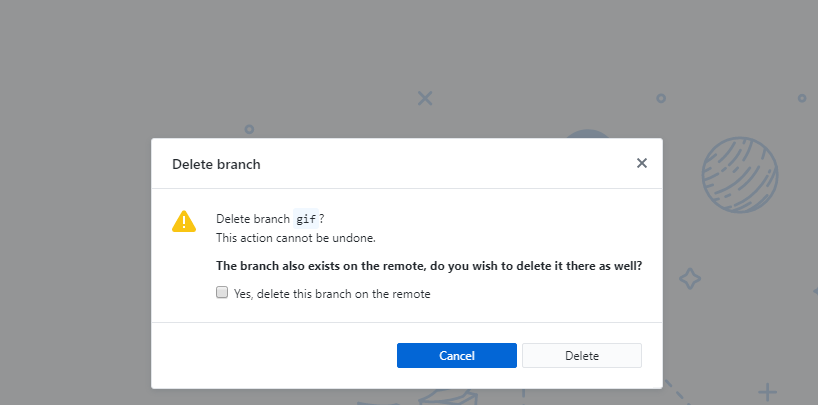 Delete branch
Delete branch gif?
This action cannot be undone.
The branch also exists on the remote, do you wish to delete it there as well?
Yes, delete this branch on the remote
Cancel
Delete